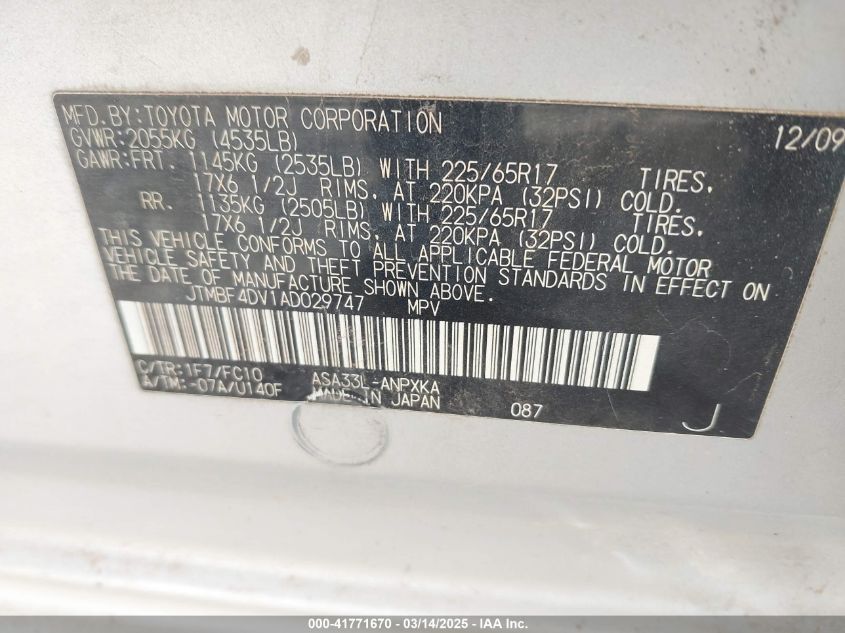 MFD.BY:TOYOTA MOTOR CORPORATION 12/09
GVWR:2055KG (4535LB)
GAWR:FRT. 1145KG (2535LB) WITH 225/65R17 TIRES,
17X6 1/2J RIMS, AT 220KPA (32PSI) COLD.
RR. 1135KG (2505LB) WITH 225/65R17 TIRES,
17X6 1/2J RIMS, AT 220KPA (32PSI) COLD.
THIS VEHICLE CONFORMS TO ALL APPLICABLE FEDERAL MOTOR
VEHICLE SAFETY AND THEFT PREVENTION STANDARDS IN EFFECT ON
THE DATE OF MANUFACTURE SHOWN ABOVE.
JTMBF4DV1AD029747 MPV
C/TR:1F7/FC10 ASA33L-ANPXKA
A/TM:-07A/U140F MADE IN JAPAN 087 J
000-41771670 - 03/14/2025 - IAA Inc.